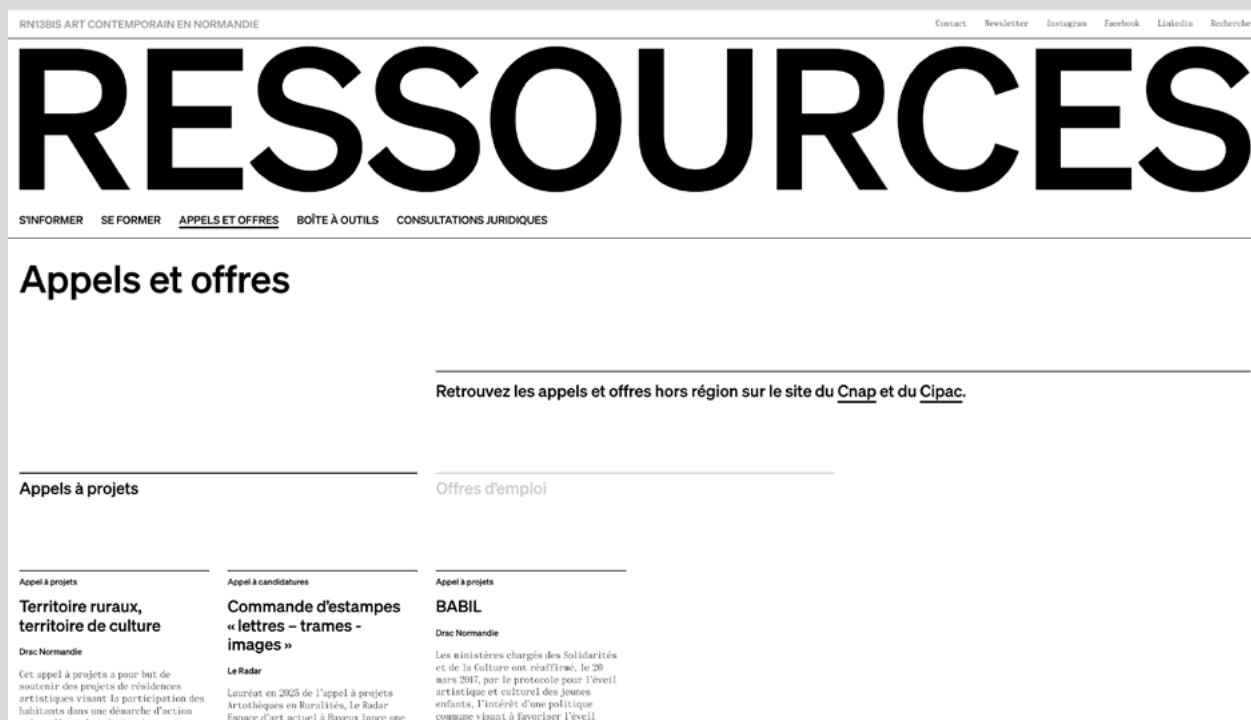 RN13BIS ART CONTEMPORAIN EN NORMANDIE
Contact Newsletter Instagram Facebook Linkedin Recherche
RESSOURCES
S'INFORMER SE FORMER APPELS ET OFFRES BOÎTE À OUTILS CONSULTATIONS JURIDIQUES
Appels et offres
Retrouvez les appels et offres hors région sur le site du Cnap et du Cipac.
Appels à projets
Offres d'emploi
Appel à projets
Territoire ruraux,
territoire de culture
Drac Normandie
Cet appel à projets a pour but de
soutenir des projets de résidences
artistiques visant la participation des
habitants dans une démarche d'action
Appel à candidatures
Commande d'estampes
« lettres – trames -
images »
Le Radar
Lauréat en 2025 de l'appel à projets
Artothèques en Ruralités, Le Radar
Espace d'art actuel à Bayeux lance une
Appel à projets
BABIL
Drac Normandie
Les ministères chargés des Solidarités
et de la Culture ont réaffirmé, le 20
mars 2017, par le protocole pour l'éveil
artistique et culturel des jeunes
enfants, l'intérêt d'une politique
commune visant à favoriser l'éveil